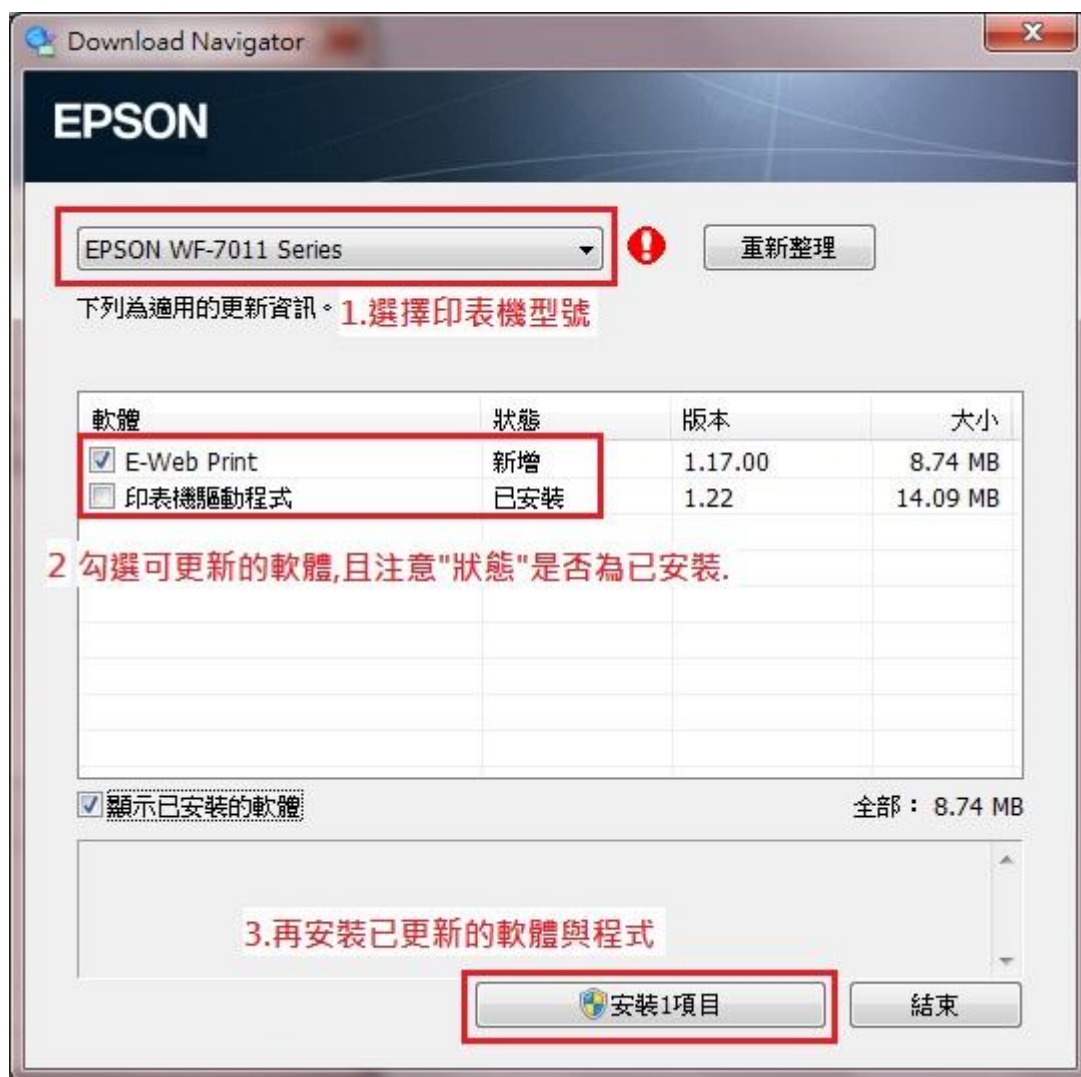 Download Navigator
EPSON
EPSON WF-7011 Series
重新整理
下列為適用的更新資訊。
1.選擇印表機型號
軟體 狀態 版本 大小
E-Web Print 新增 1.17.00 8.74 MB
印表機驅動程式 已安裝 1.22 14.09 MB
2 勾選可更新的軟體,且注意"狀態"是否為已安裝.
顯示已安裝的軟體 全部： 8.74 MB
3.再安裝已更新的軟體與程式
安裝1項目 結束